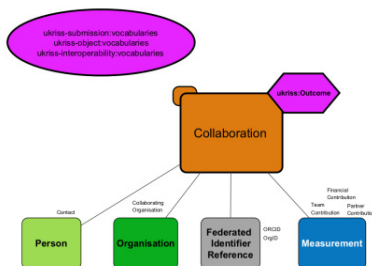 ukriss-submission:vocabularies
ukriss-object:vocabularies
ukriss-interoperability:vocabularies
ukriss:Outcome
Collaboration
Contact
Collaborating
Organisation
ORCID
OrgID
Financial
Contribution
Team
Contribution
Partner
Contribute
Person
Organisation
Federated
Identifier
Reference
Measurement